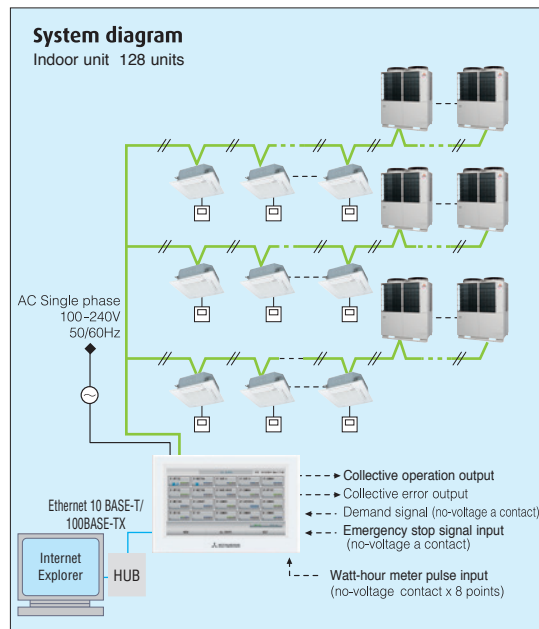 System diagram
Indoor unit 128 units
AC Single phase
100-240V
50/60Hz
Ethernet 10 BASE-T/
100BASE-TX
Internet
Explorer
HUB
MITSUBISHI
Collective operation output
Collective error output
Demand signal (no-voltage a contact)
Emergency stop signal input
(no-voltage a contact)
Watt-hour meter pulse input
(no-voltage contact x 8 points)